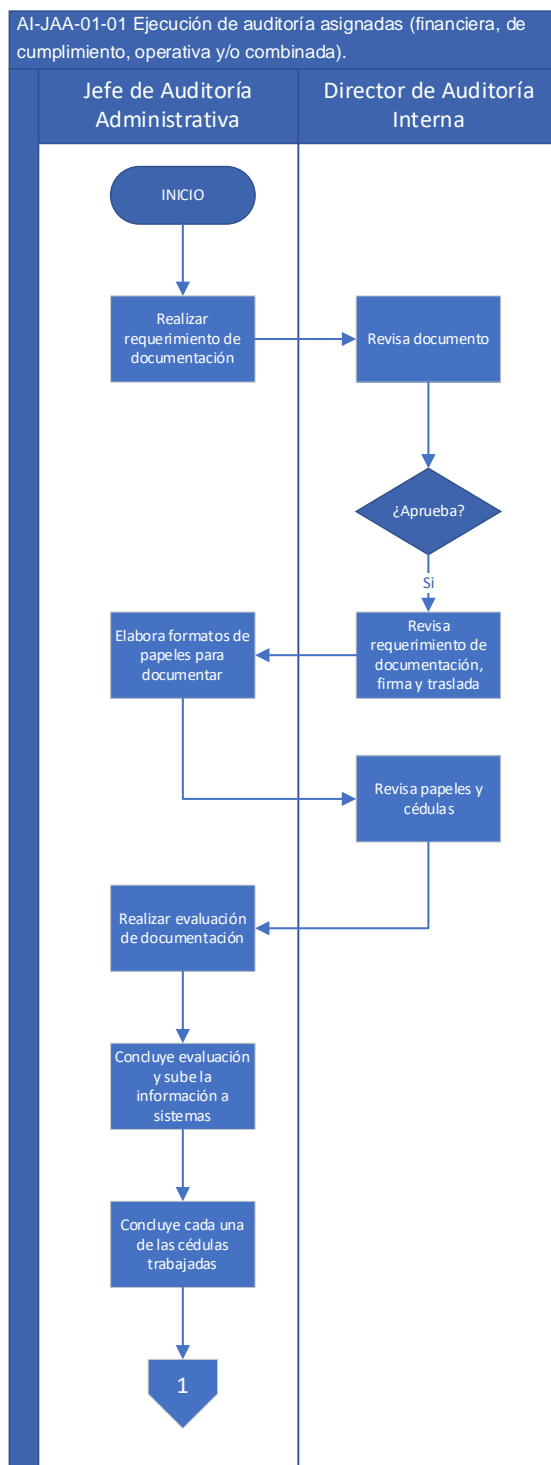 AI-JAA-01-01 Ejecución de auditoría asignadas (financiera, de
cumplimiento, operativa y/o combinada).
Jefe de Auditoría
Administrativa
Director de Auditoría
Interna
INICIO
Realizar
requerimiento de
documentación
Revisa documento
¿Aprueba?
Si
Revisa
requerimiento de
documentación,
firma y traslada
Elabora formatos de
papeles para
documentar
Revisa papeles y
cédulas
Realizar evaluación
de documentación
Concluye evaluación
y sube la
información a
sistemas
Concluye cada una
de las cédulas
trabajadas
1